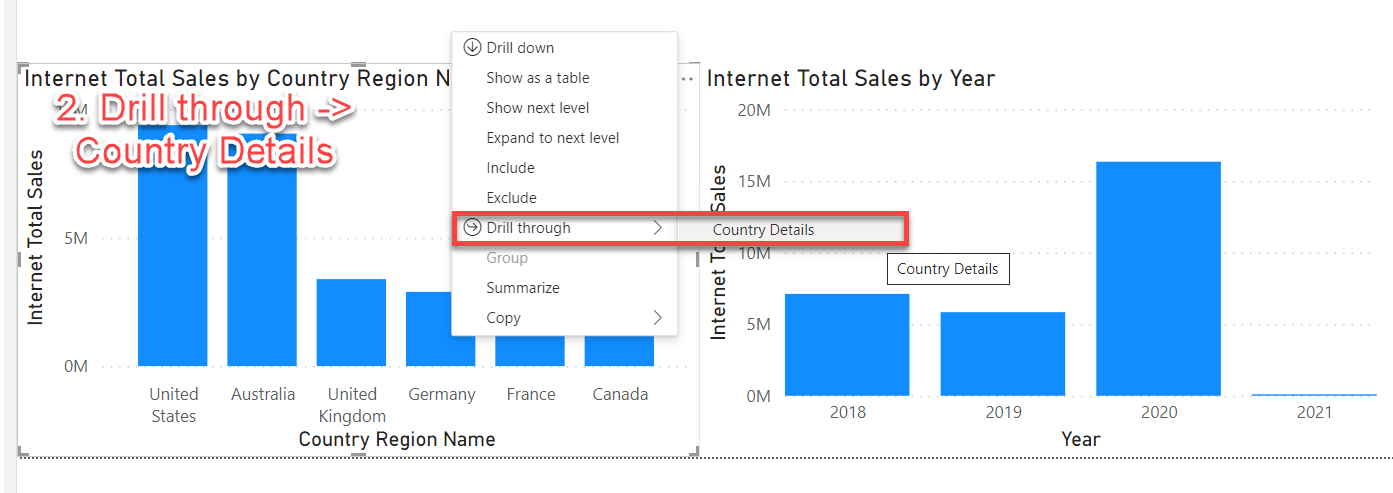 Internet Total Sales by Country Region N
2. Drill through ->
Country Details
5M
0M
Internet Total Sales
United States
Australia
United Kingdom
Germany
France
Canada
Country Region Name
Drill down
Show as a table
Show next level
Expand to next level
Include
Exclude
Drill through
Group
Summarize
Copy
Country Details
Country Details
Internet Total Sales by Year
20M
15M
10M
5M
0M
Sales
2018
2019
2020
2021
Year